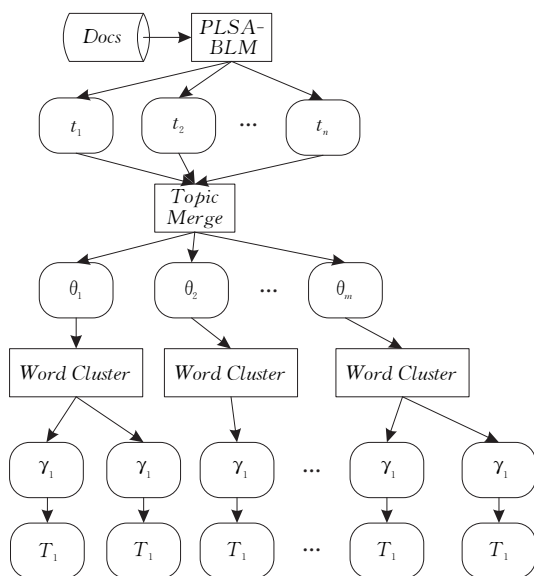 Docs
PLSA-
BLM
t₁ t₂ ... tₙ
Topic
Merge
θ₁ θ₂ ... θₘ
Word Cluster Word Cluster Word Cluster
γ₁ γ₁ γ₁ ... γ₁ γ₁
T₁ T₁ T₁ ... T₁ T₁